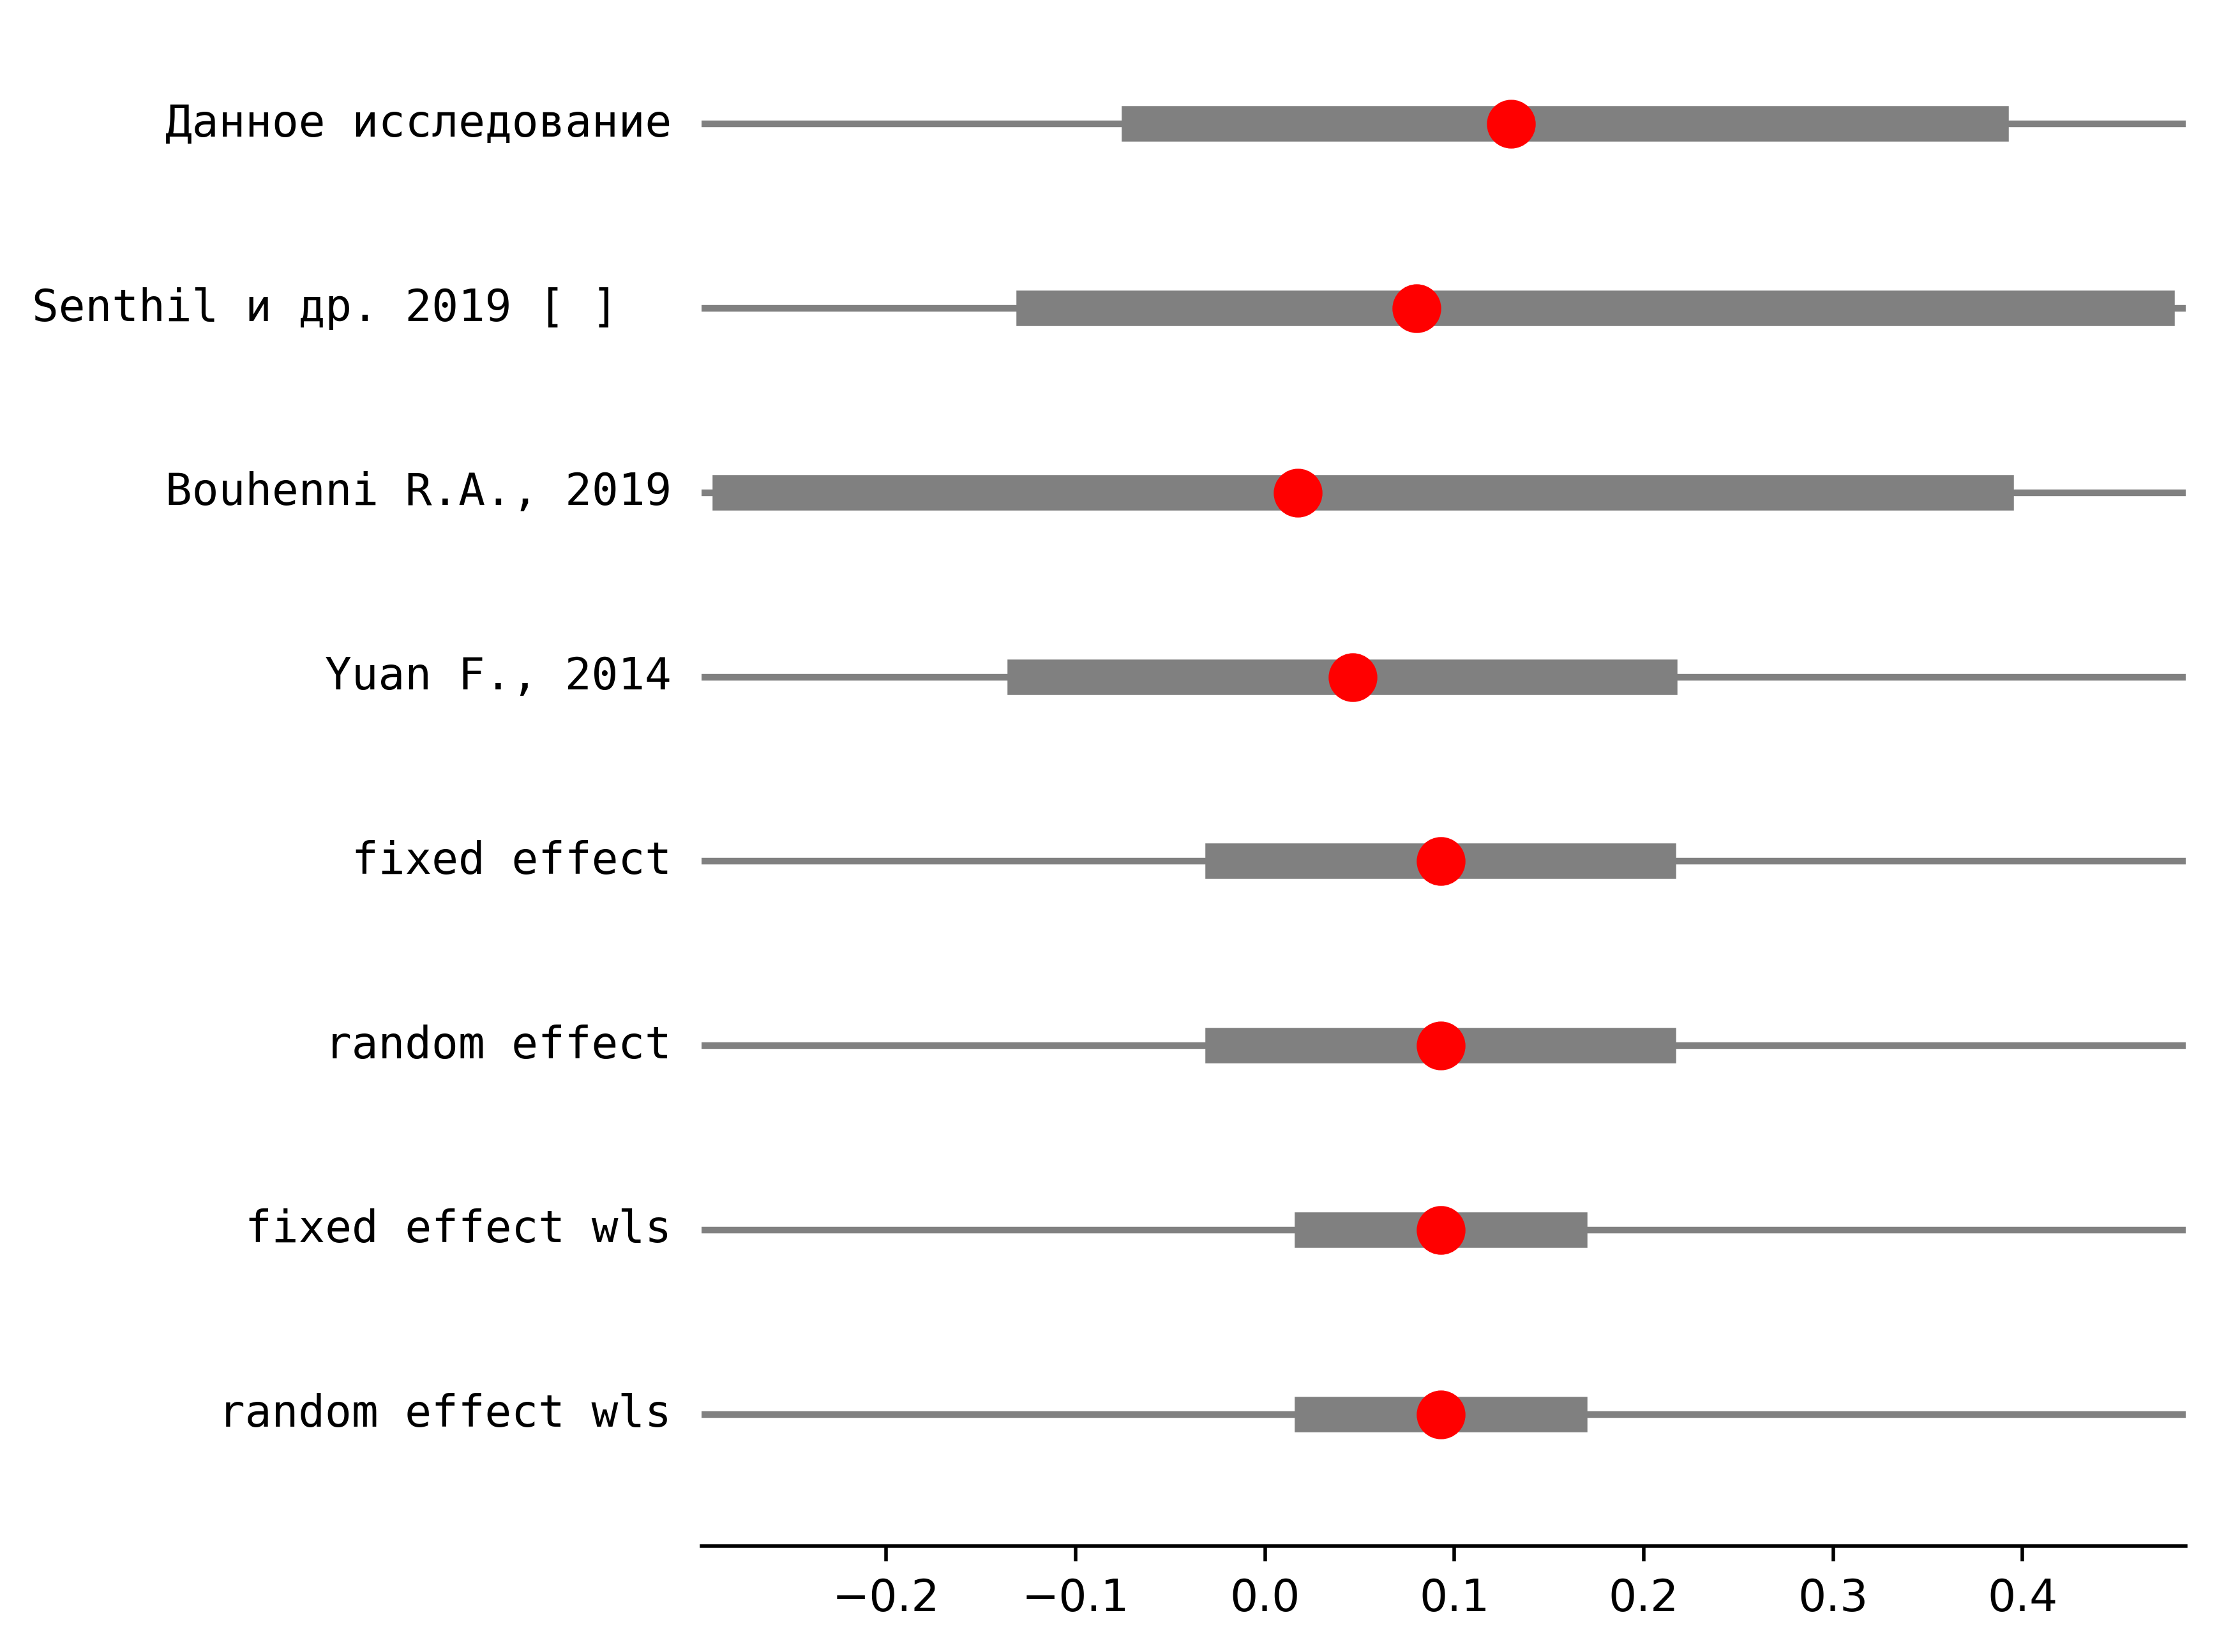 Данное исследование
Senthil и др. 2019 [ ]
Bouhenni R.A., 2019
Yuan F., 2014
fixed effect
random effect
fixed effect wls
random effect wls
−0.2 −0.1 0.0 0.1 0.2 0.3 0.4